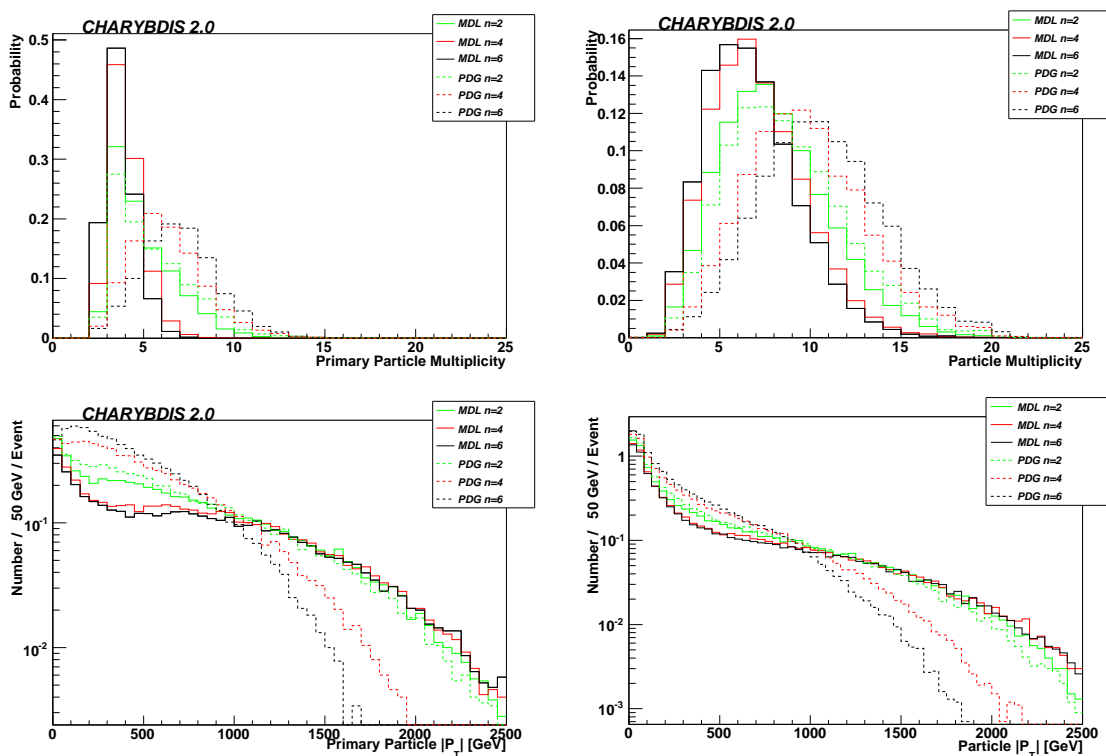 CHARYBDIS 2.0
Probability
0.5
0.4
0.3
0.2
0.1
0
0 5 10 15 20 25
Primary Particle Multiplicity
MDL n=2
MDL n=4
MDL n=6
PDG n=2
PDG n=4
PDG n=6
CHARYBDIS 2.0
Probability
0.16
0.14
0.12
0.1
0.08
0.06
0.04
0.02
0
0 5 10 15 20 25
Particle Multiplicity
MDL n=2
MDL n=4
MDL n=6
PDG n=2
PDG n=4
PDG n=6
CHARYBDIS 2.0
Number / 50 GeV / Event
10-1
10-2
0 500 1000 1500 2000 2500
Primary Particle |PT| [GeV]
MDL n=2
MDL n=4
MDL n=6
PDG n=2
PDG n=4
PDG n=6
Number / 50 GeV / Event
1
10-1
10-2
10-3
0 500 1000 1500 2000 2500
Particle |PT| [GeV]
MDL n=2
MDL n=4
MDL n=6
PDG n=2
PDG n=4
PDG n=6